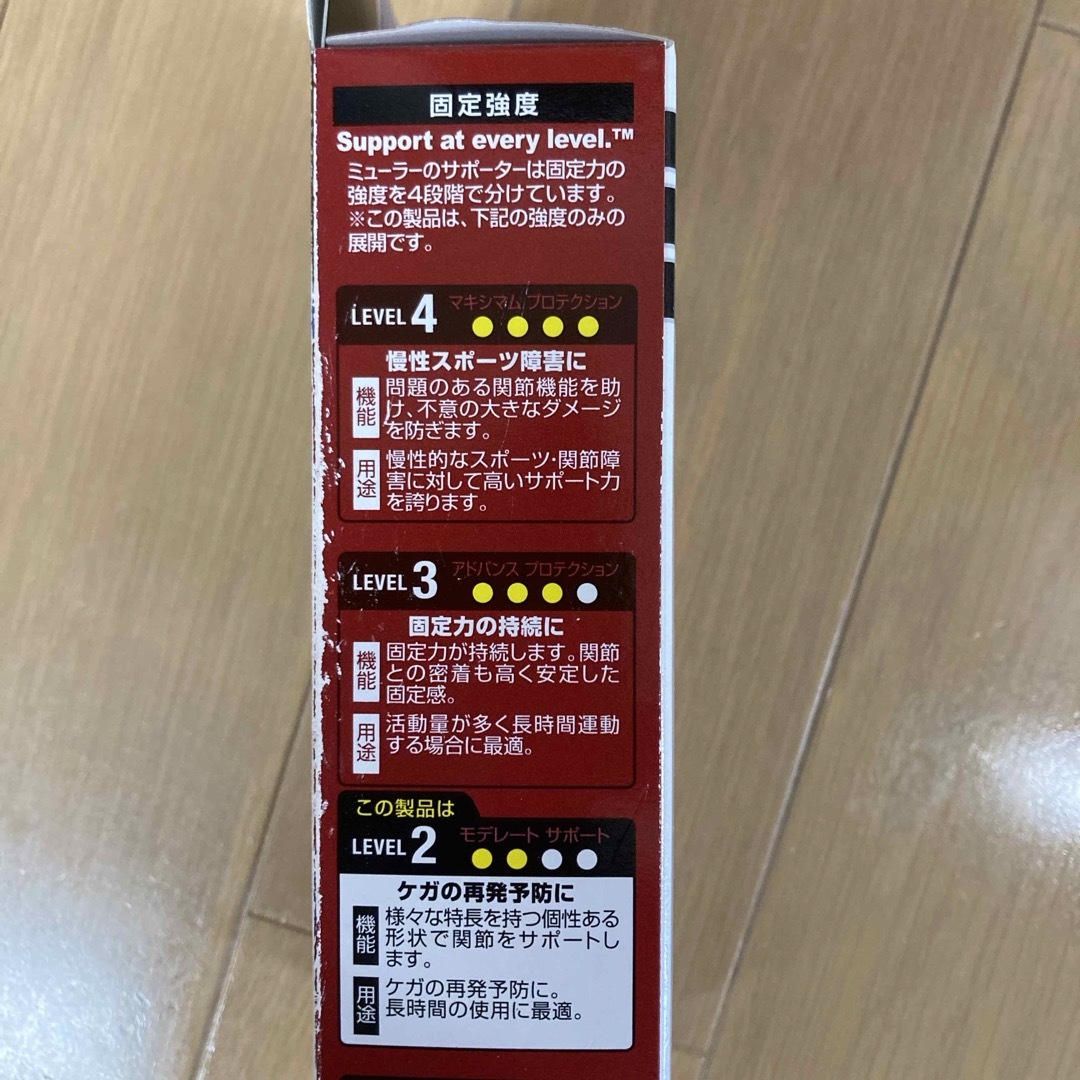 固定強度
Support at every level.™
ミューラーのサポーターは固定力の
強度を4段階で分けています。
※この製品は、下記の強度のみの
展開です。
LEVEL 4 マキシマム プロテクション
慢性スポーツ障害に
機能
問題のある関節機能を助
け、不意の大きなダメージ
を防ぎます。
用途
慢性的なスポーツ・関節障
害に対して高いサポート力
を誇ります。
LEVEL 3 アドバンス プロテクション
固定力の持続に
機能
固定力が持続します。関節
との密着も高く安定した
固定感。
用途
活動量が多く長時間運動
する場合に最適。
この製品は
LEVEL 2 モデレート サポート
ケガの再発予防に
機能
様々な特長を持つ個性ある
形状で関節をサポートし
ます。
用途
ケガの再発予防に。
長時間の使用に最適。